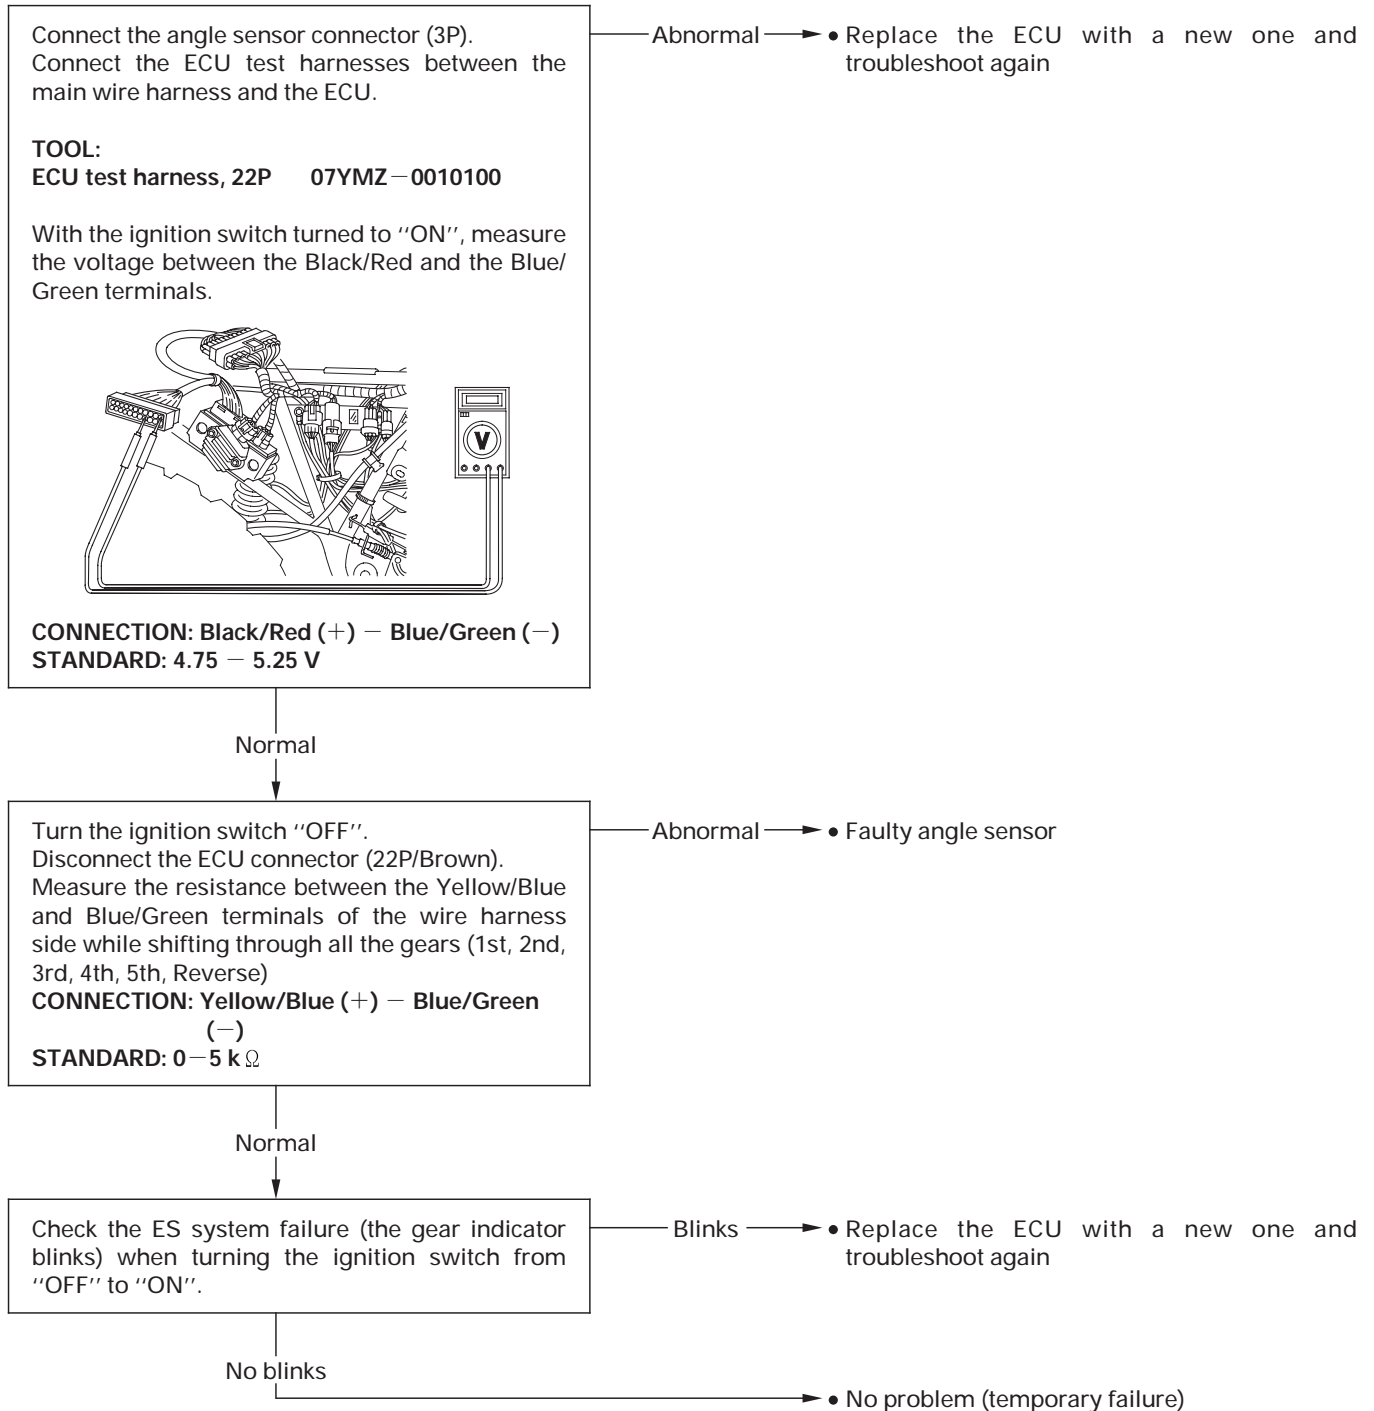 Connect the angle sensor connector (3P).
Connect the ECU test harnesses between the
main wire harness and the ECU.
TOOL:
ECU test harness, 22P 07YMZ－0010100
With the ignition switch turned to ‘‘ON’’, measure
the voltage between the Black/Red and the Blue/
Green terminals.
V
CONNECTION: Black/Red (＋) － Blue/Green (－)
STANDARD: 4.75 － 5.25 V
Abnormal
● Replace the ECU with a new one and
troubleshoot again
Normal
Turn the ignition switch ‘‘OFF’’.
Disconnect the ECU connector (22P/Brown).
Measure the resistance between the Yellow/Blue
and Blue/Green terminals of the wire harness
side while shifting through all the gears (1st, 2nd,
3rd, 4th, 5th, Reverse)
CONNECTION: Yellow/Blue (＋) － Blue/Green
(－)
STANDARD: 0－5 kΩ
Abnormal
● Faulty angle sensor
Normal
Check the ES system failure (the gear indicator
blinks) when turning the ignition switch from
‘‘OFF’’ to ‘‘ON’’.
Blinks
● Replace the ECU with a new one and
troubleshoot again
No blinks
● No problem (temporary failure)